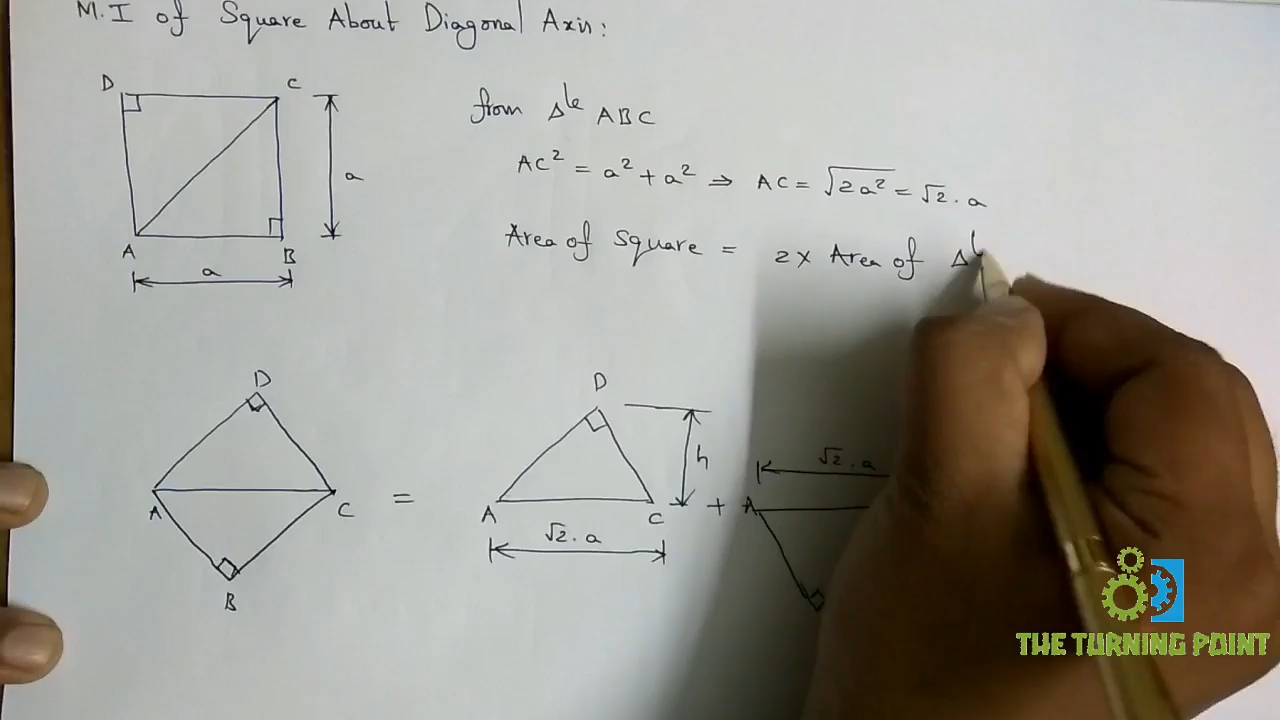 M.I of Square About Diagonal Axis:
D C
from Δle ABC
AC² = a² + a² ⇒ AC = √2a² = √2 . a
a
Area of Square = 2 X Area of Δl
A B
a
D D
h
√2 . a
A C = A C + A
√2 . a
B
THE TURNING POINT